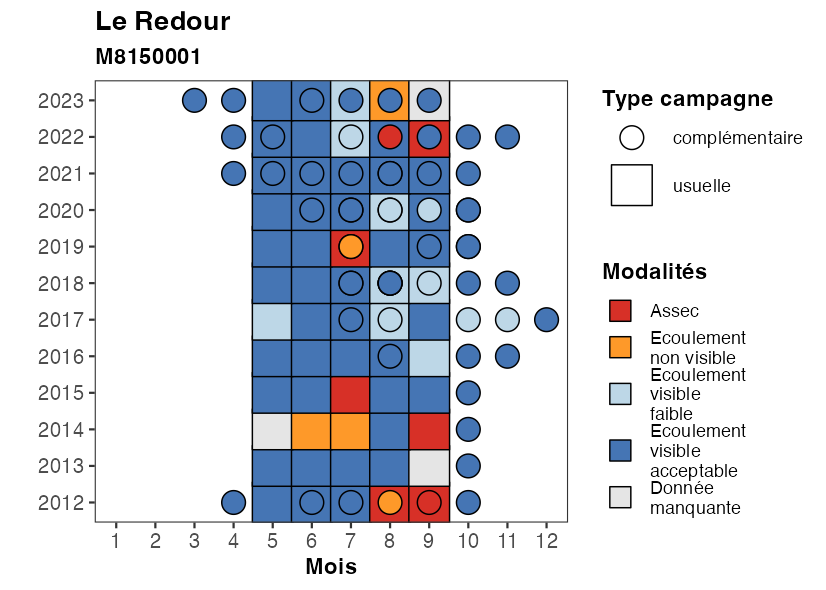 Le Redour
M8150001
2023
2022
2021
2020
2019
2018
2017
2016
2015
2014
2013
2012
1 2 3 4 5 6 7 8 9 10 11 12
Mois
Type campagne
complémentaire
usuelle
Modalités
Assec
Ecoulement
non visible
Ecoulement
visible
faible
Ecoulement
visible
acceptable
Donnée
manquante